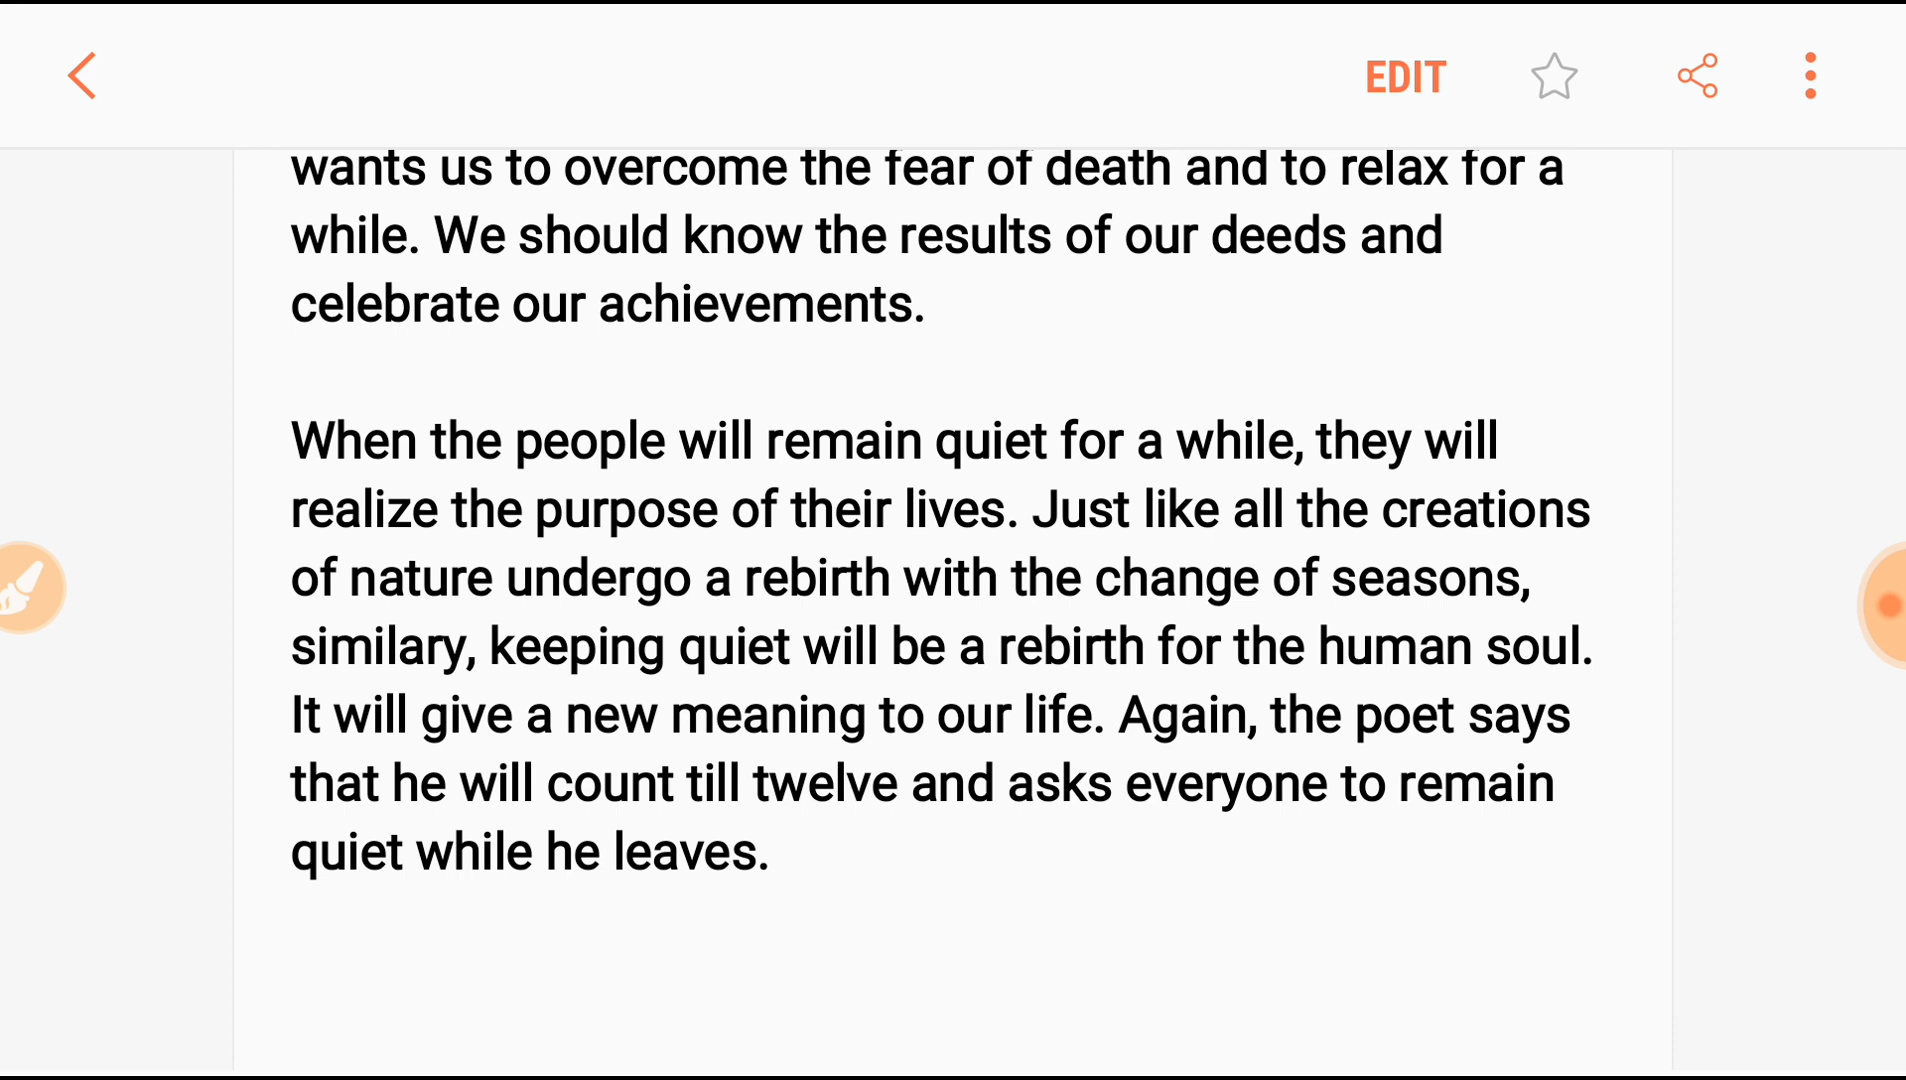 EDIT
wants us to overcome the fear of death and to relax for a
while. We should know the results of our deeds and
celebrate our achievements.
When the people will remain quiet for a while, they will
realize the purpose of their lives. Just like all the creations
of nature undergo a rebirth with the change of seasons,
similary, keeping quiet will be a rebirth for the human soul.
It will give a new meaning to our life. Again, the poet says
that he will count till twelve and asks everyone to remain
quiet while he leaves.